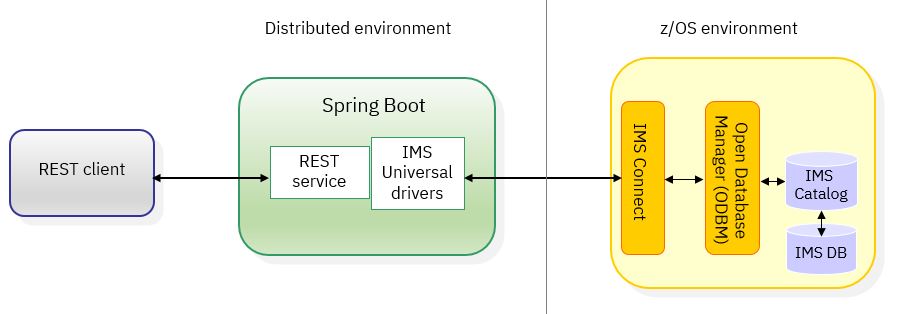 Distributed environment
z/OS environment
Spring Boot
REST client
REST
service
IMS
Universal
drivers
IMS Connect
Open Database
Manager (ODBM)
IMS
Catalog
IMS DB